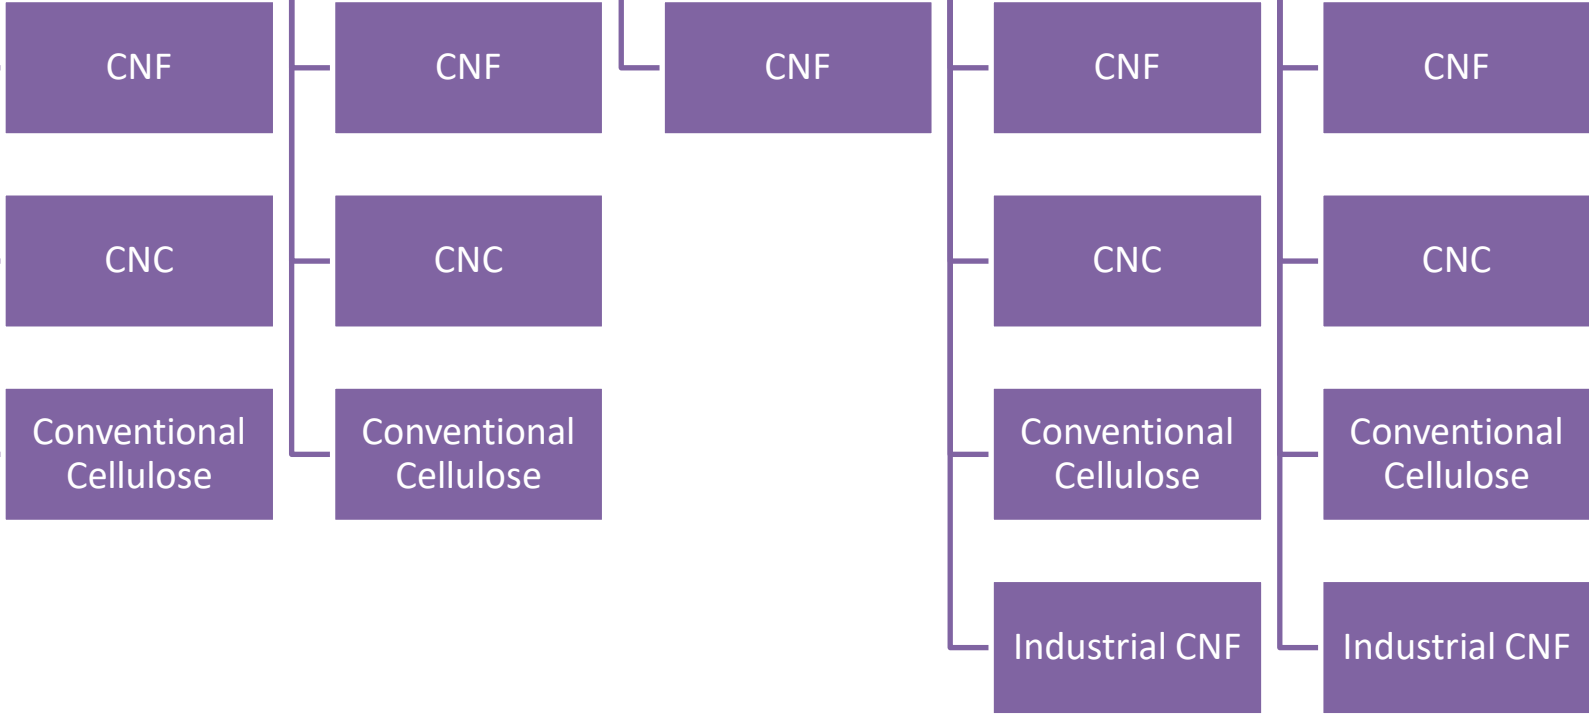 CNF
CNF
CNF
CNF
CNF
CNC
CNC
CNC
CNC
Conventional
Cellulose
Conventional
Cellulose
Conventional
Cellulose
Conventional
Cellulose
Industrial CNF
Industrial CNF